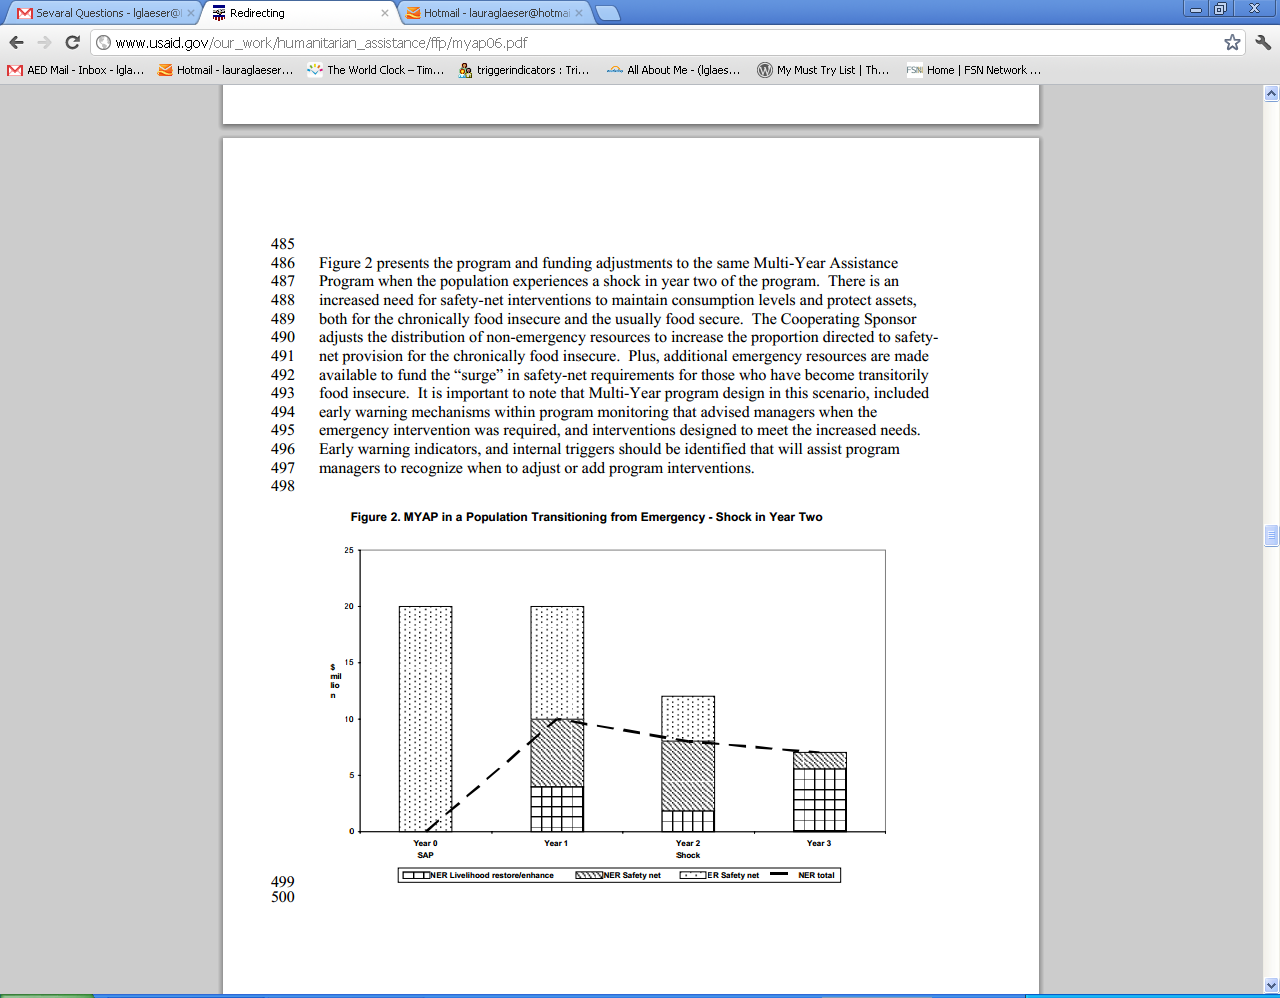 Sevaral Questions - lglaeser@
Redirecting
Hotmail - lauraglaeser@hotmai
www.usaid.gov/our_work/humanitarian_assistance/ffp/myap06.pdf
AED Mail - Inbox - lgla...
Hotmail - lauraglaeser...
The World Clock – Tim...
triggerindicators : Tri...
All About Me - (lglaes...
My Must Try List | Th...
FSN
Home | FSN Network ...
485
486 Figure 2 presents the program and funding adjustments to the same Multi-Year Assistance
487 Program when the population experiences a shock in year two of the program. There is an
488 increased need for safety-net interventions to maintain consumption levels and protect assets,
489 both for the chronically food insecure and the usually food secure. The Cooperating Sponsor
490 adjusts the distribution of non-emergency resources to increase the proportion directed to safety-
491 net provision for the chronically food insecure. Plus, additional emergency resources are made
492 available to fund the “surge” in safety-net requirements for those who have become transitorily
493 food insecure. It is important to note that Multi-Year program design in this scenario, included
494 early warning mechanisms within program monitoring that advised managers when the
495 emergency intervention was required, and interventions designed to meet the increased needs.
496 Early warning indicators, and internal triggers should be identified that will assist program
497 managers to recognize when to adjust or add program interventions.
498
Figure 2. MYAP in a Population Transitioning from Emergency - Shock in Year Two
25
20
15
10
5
0
$
mil
lio
n
Year 0
SAP
Year 1
Year 2
Shock
Year 3
NER Livelihood restore/enhance
NER Safety net
ER Safety net
NER total
499
500